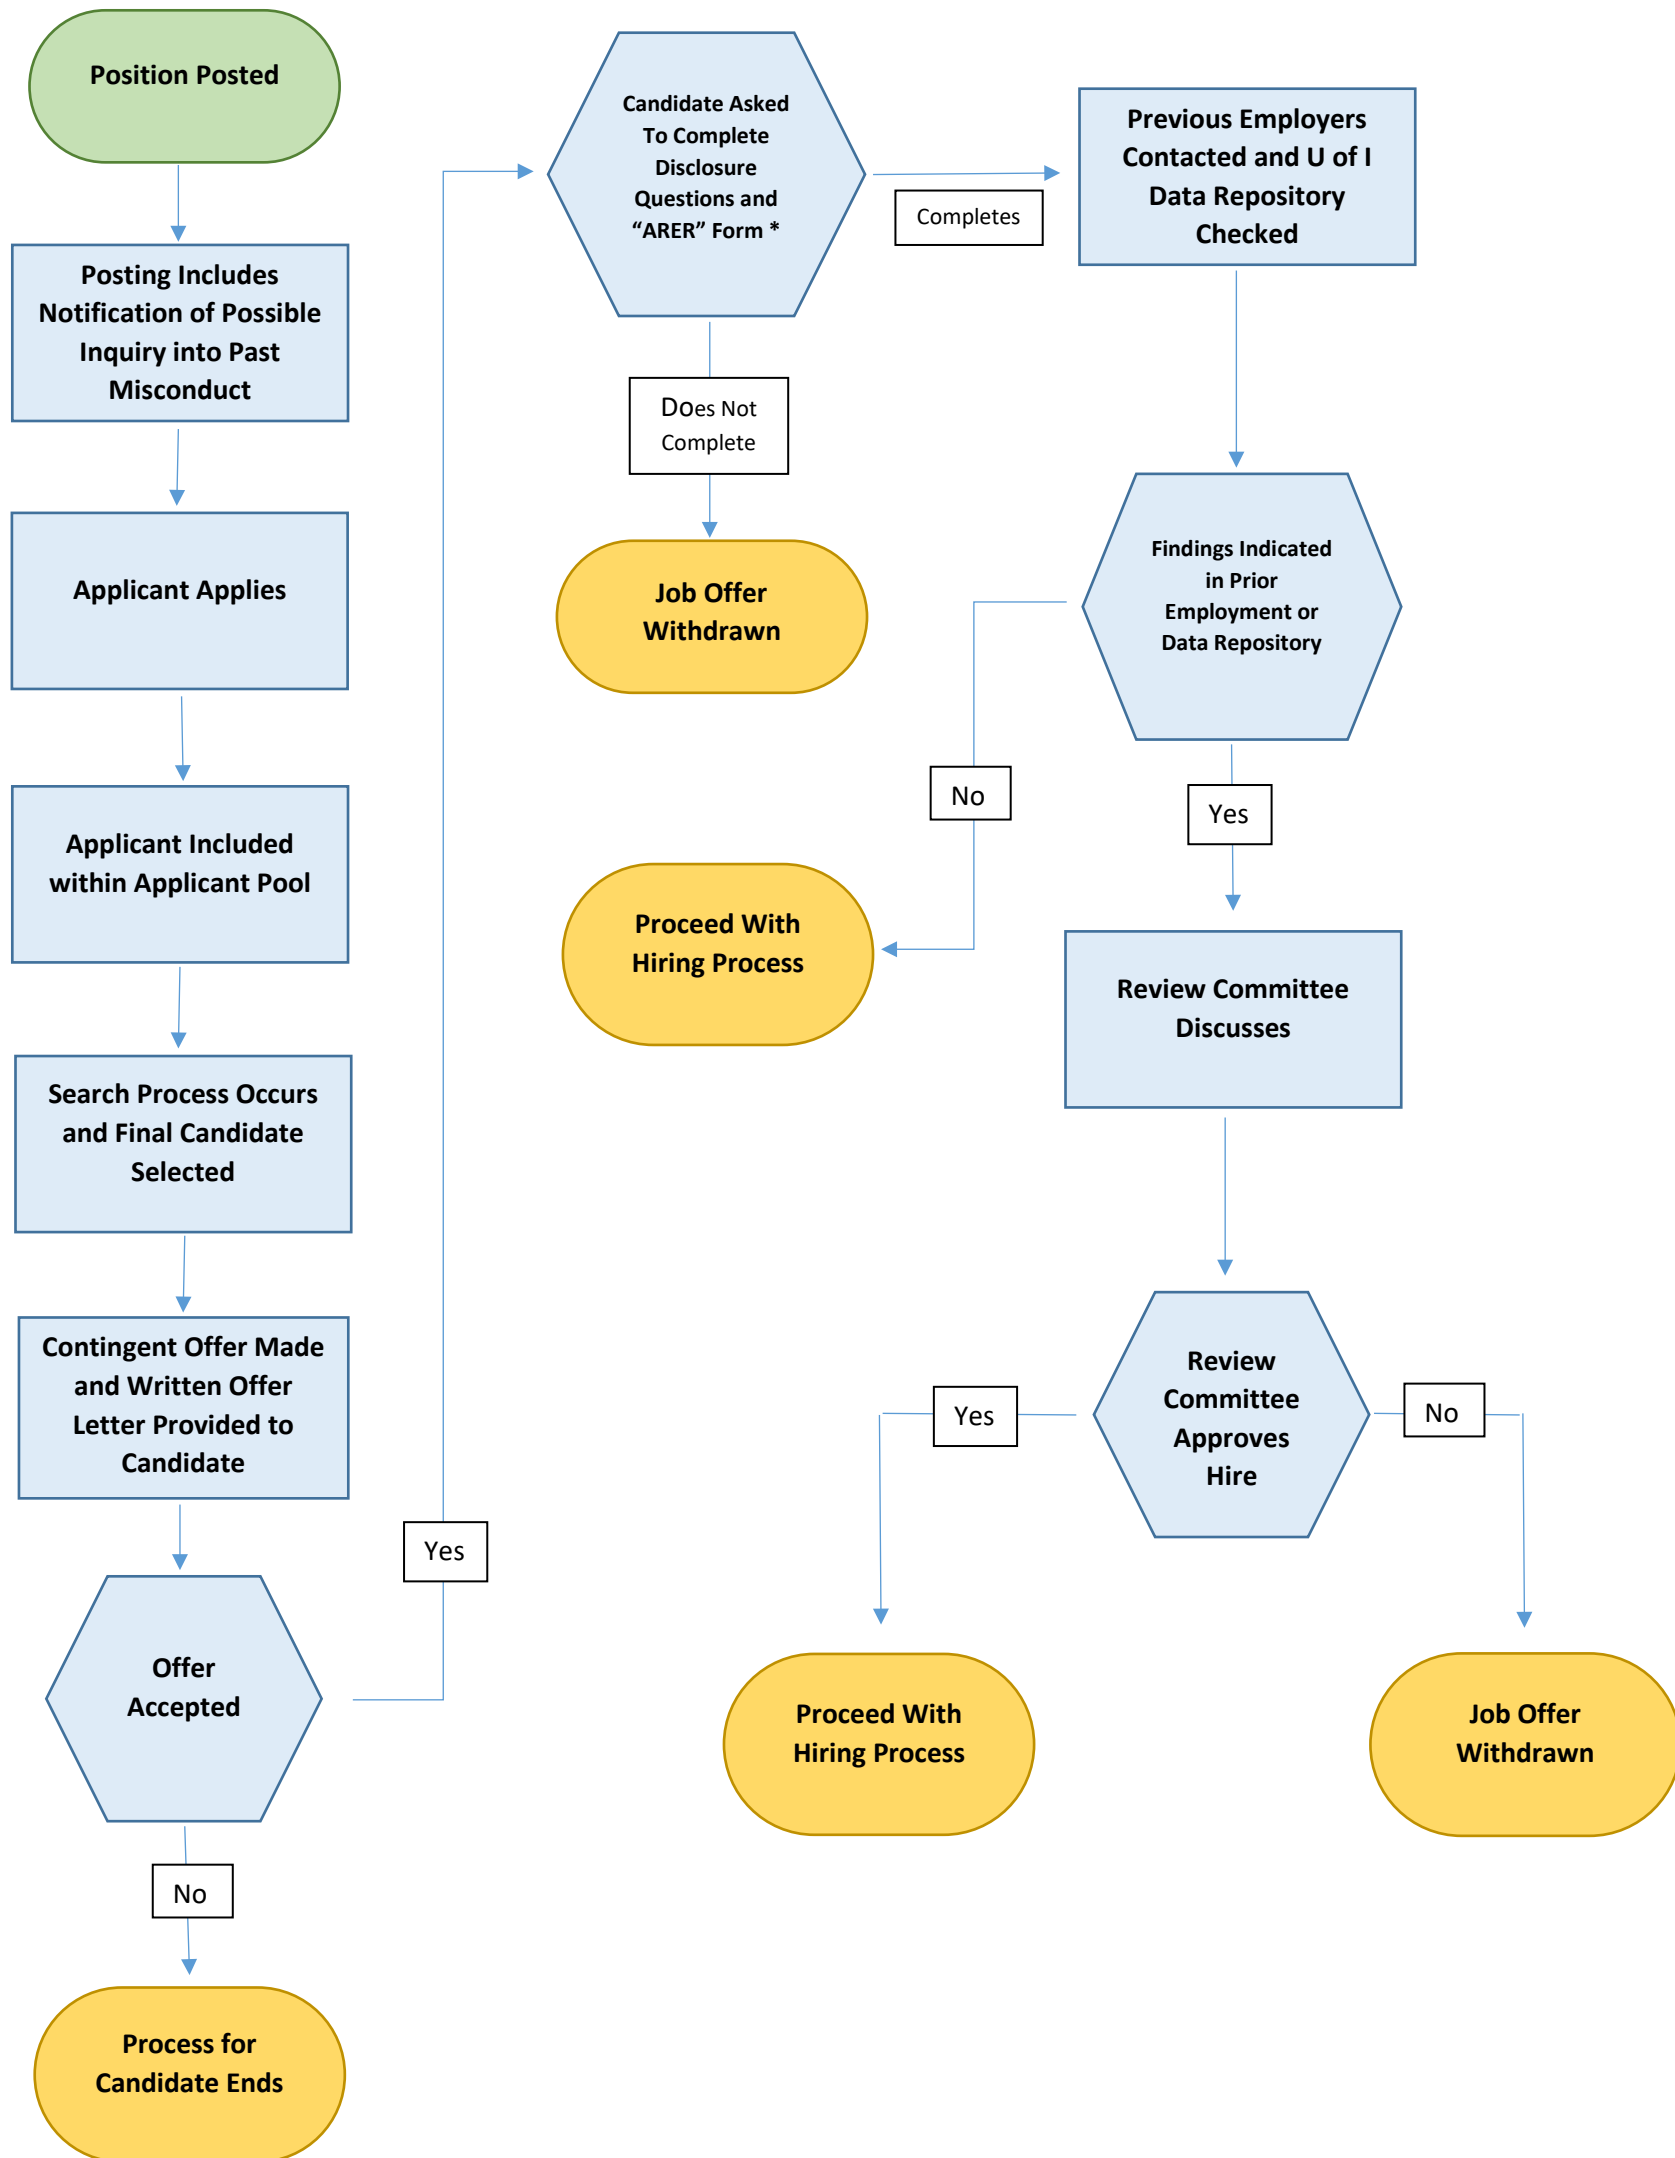 Position Posted
Posting Includes
Notification of Possible
Inquiry into Past
Misconduct
Applicant Applies
Applicant Included
within Applicant Pool
Search Process Occurs
and Final Candidate
Selected
Contingent Offer Made
and Written Offer
Letter Provided to
Candidate
Offer
Accepted
No
Process for
Candidate Ends
Yes
Candidate Asked
To Complete
Disclosure
Questions and
“ARER” Form *
Does Not
Complete
Job Offer
Withdrawn
Completes
Previous Employers
Contacted and U of I
Data Repository
Checked
Findings Indicated
in Prior
Employment or
Data Repository
No
Proceed With
Hiring Process
Yes
Review Committee
Discusses
Review
Committee
Approves
Hire
Yes
Proceed With
Hiring Process
No
Job Offer
Withdrawn